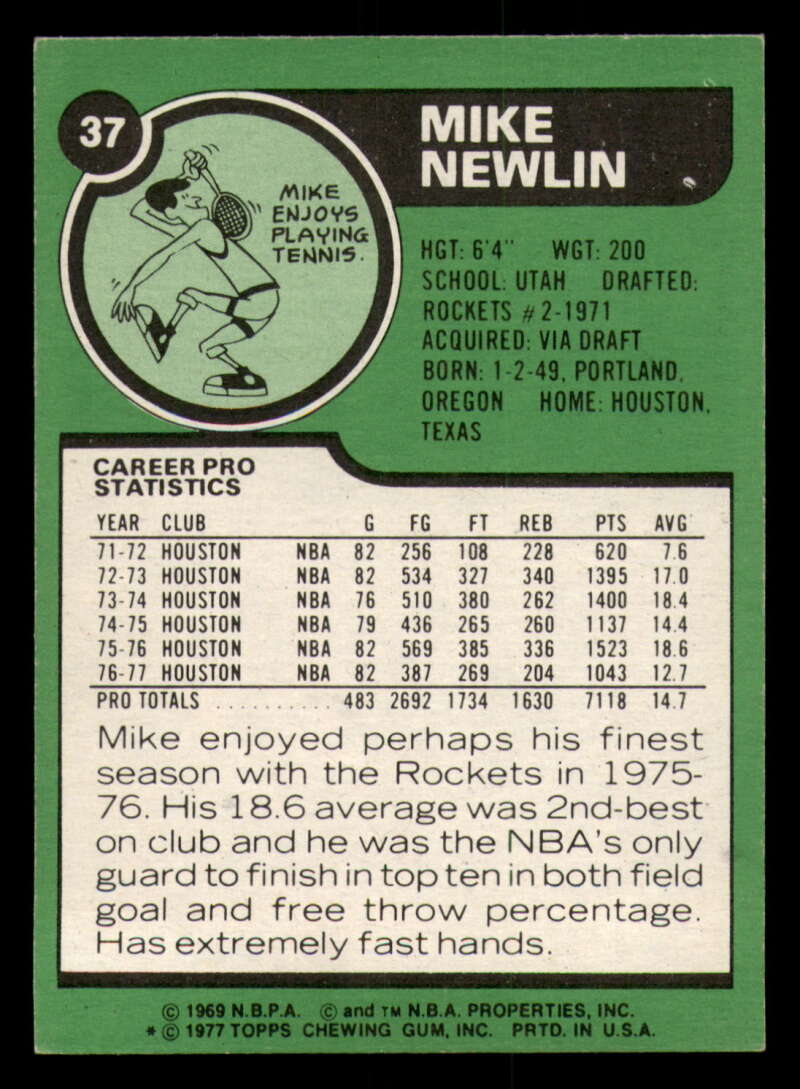 37
MIKE
NEWLIN
MIKE
ENJOYS
PLAYING
TENNIS.
HGT: 6'4" WGT: 200
SCHOOL: UTAH DRAFTED:
ROCKETS #2-1971
ACQUIRED: VIA DRAFT
BORN: 1-2-49, PORTLAND,
OREGON HOME: HOUSTON,
TEXAS
CAREER PRO
STATISTICS
YEAR CLUB G FG FT REB PTS AVG
71-72 HOUSTON NBA 82 256 108 228 620 7.6
72-73 HOUSTON NBA 82 534 327 340 1395 17.0
73-74 HOUSTON NBA 76 510 380 262 1400 18.4
74-75 HOUSTON NBA 79 436 265 260 1137 14.4
75-76 HOUSTON NBA 82 569 385 336 1523 18.6
76-77 HOUSTON NBA 82 387 269 204 1043 12.7
PRO TOTALS .......... 483 2692 1734 1630 7118 14.7
Mike enjoyed perhaps his finest
season with the Rockets in 1975-
76. His 18.6 average was 2nd-best
on club and he was the NBA's only
guard to finish in top ten in both field
goal and free throw percentage.
Has extremely fast hands.
© 1969 N.B.P.A. © and TM N.B.A. PROPERTIES, INC.
* © 1977 TOPPS CHEWING GUM, INC. PRTD. IN U.S.A.